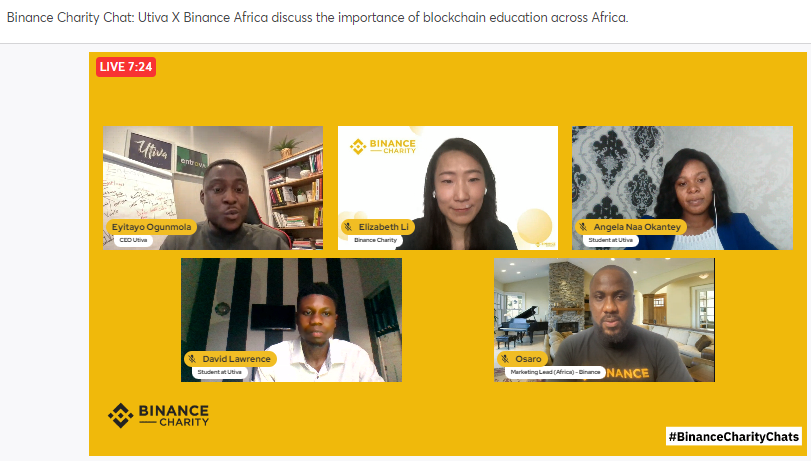 Binance Charity Chat: Utiva X Binance Africa discuss the importance of blockchain education across Africa.
LIVE 7:24
Utiva
entrova
BINANCE
CHARITY
Eyitayo Ogunmola
CEO Utiva
Elizabeth Li
Binance Charity
Angela Naa Okantey
Student at Utiva
David Lawrence
Student at Utiva
Osaro
Marketing Lead (Africa) - Binance
NANCE
BINANCE
CHARITY
#BinanceCharityChats